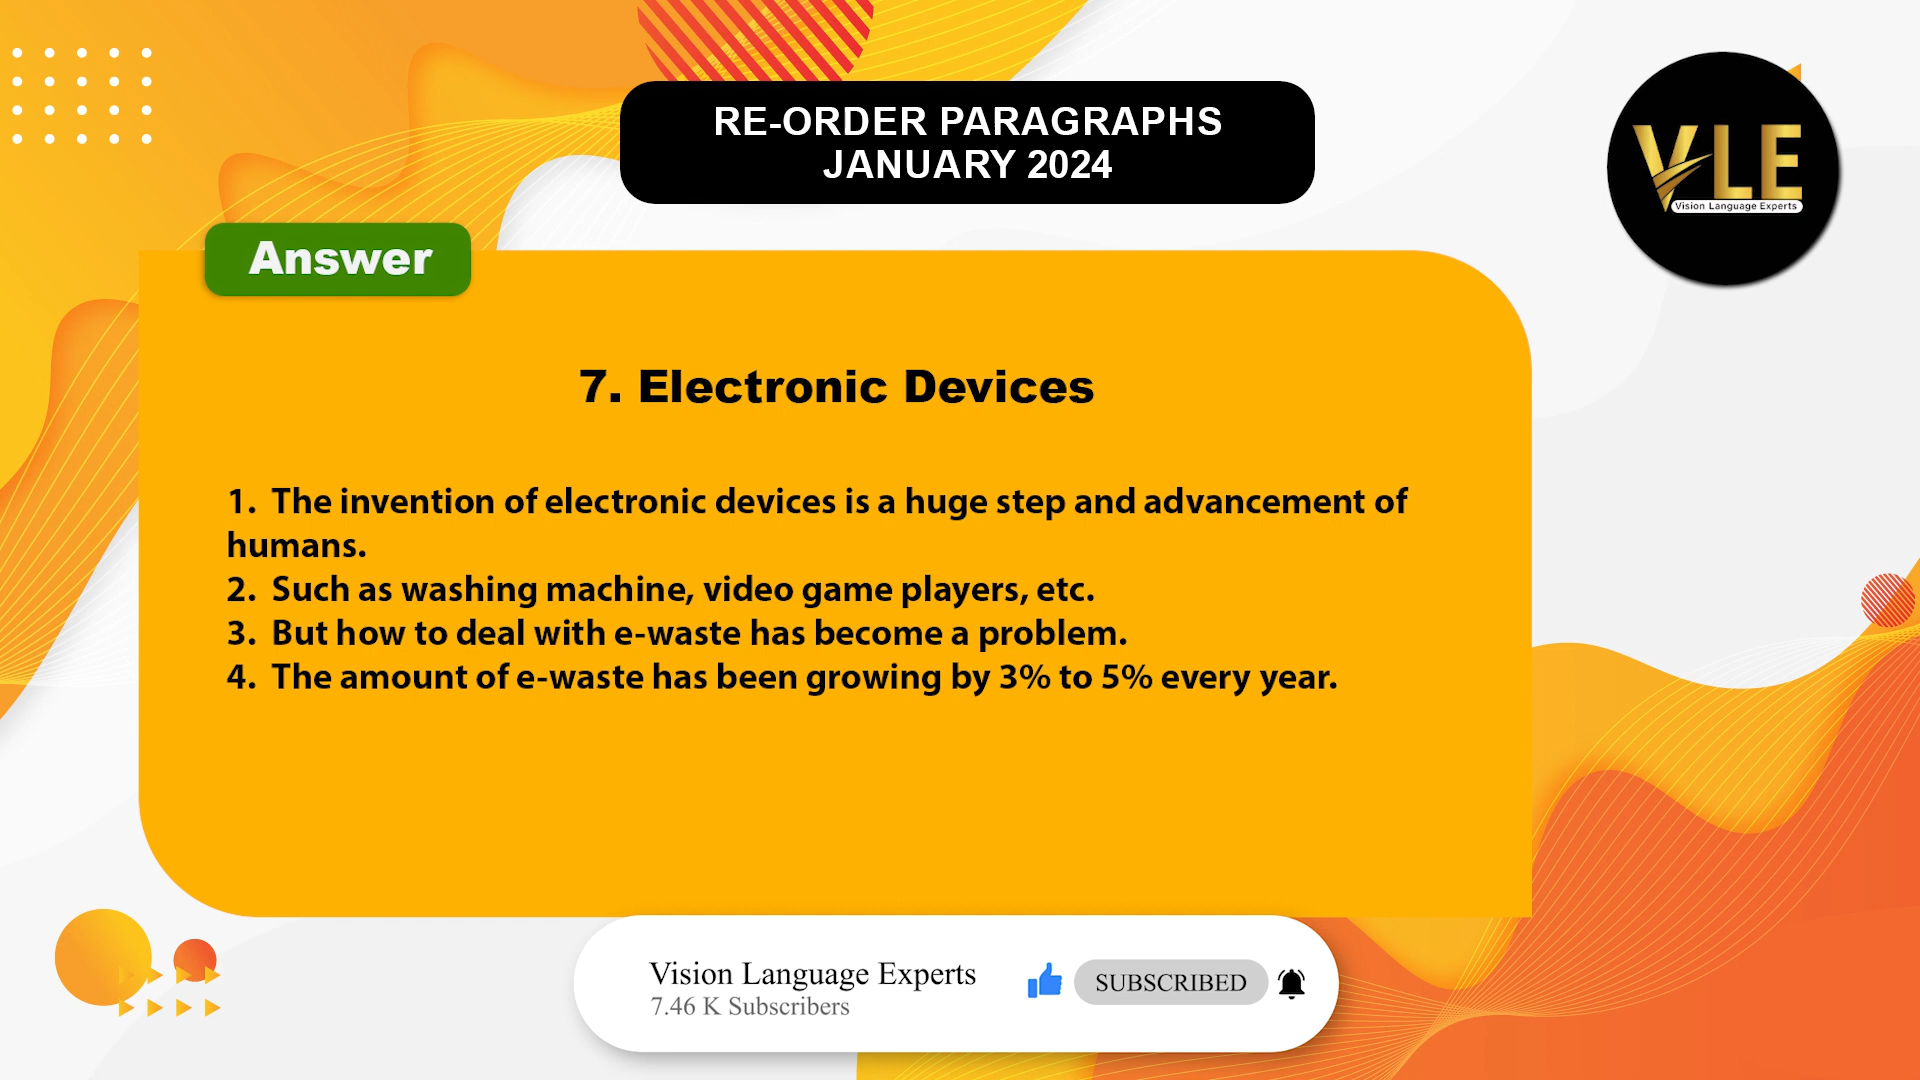 RE-ORDER PARAGRAPHS
JANUARY 2024
VLE
Vision Language Experts
Answer
7. Electronic Devices
1. The invention of electronic devices is a huge step and advancement of
humans.
2. Such as washing machine, video game players, etc.
3. But how to deal with e-waste has become a problem.
4. The amount of e-waste has been growing by 3% to 5% every year.
Vision Language Experts
7.46 K Subscribers
SUBSCRIBED